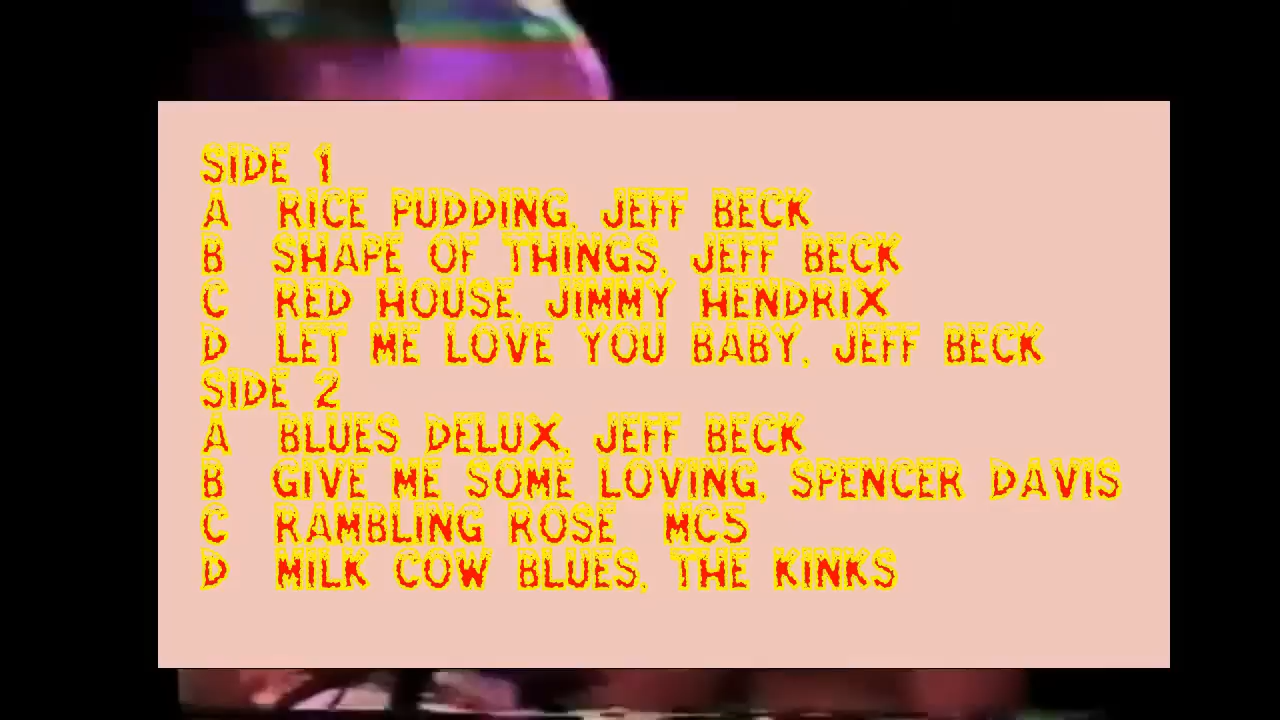 SIDE 1
A RICE PUDDING, JEFF BECK
B SHAPE OF THINGS, JEFF BECK
C RED HOUSE, JIMMY HENDRIX
D LET ME LOVE YOU BABY, JEFF BECK
SIDE 2
A BLUES DELUX, JEFF BECK
B GIVE ME SOME LOVING, SPENCER DAVIS
C RAMBLING ROSE MC5
D MILK COW BLUES, THE KINKS